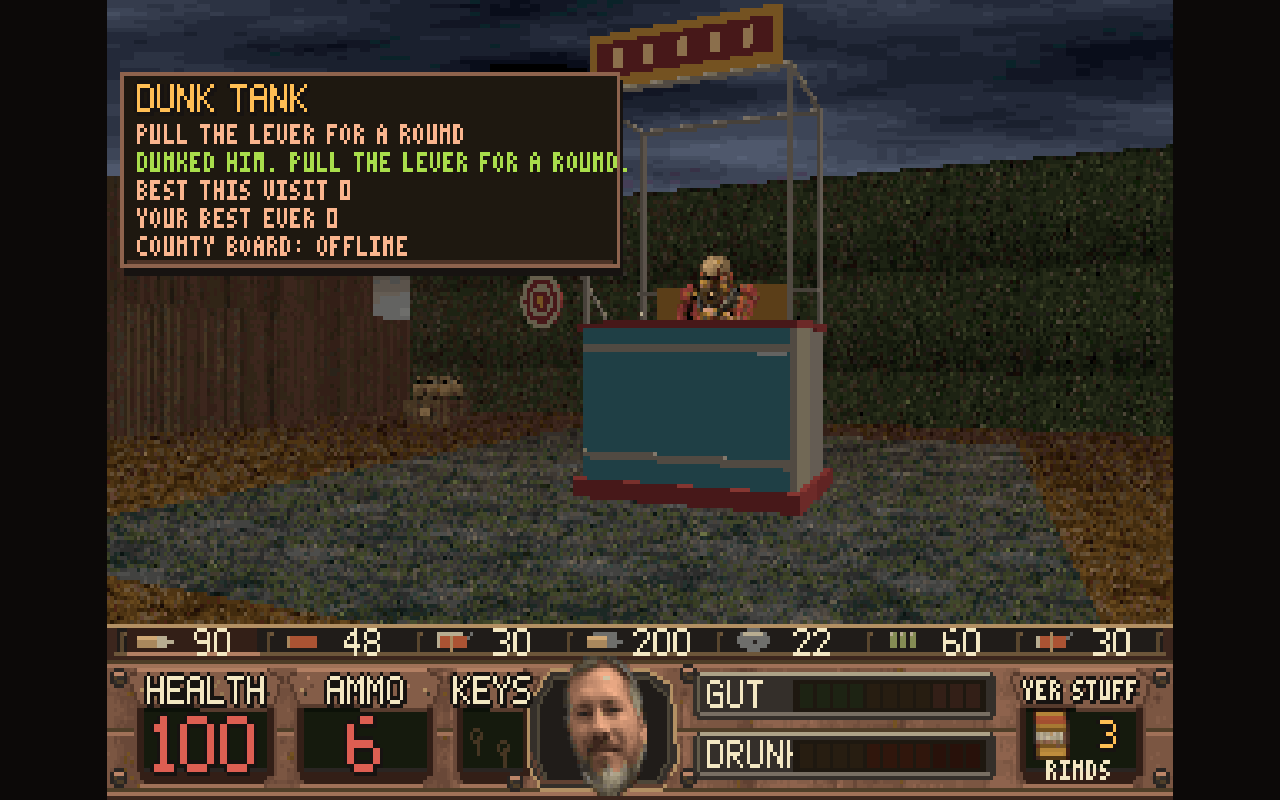 DUNK TANK
PULL THE LEVER FOR A ROUND
DUNKED HIM. PULL THE LEVER FOR A ROUND.
BEST THIS VISIT 0
YOUR BEST EVER 0
COUNTY BOARD: OFFLINE
90 48 30 200 22 60 30
HEALTH AMMO KEYS GUT YER STUFF
100 6 DRUNK 3
RINDS